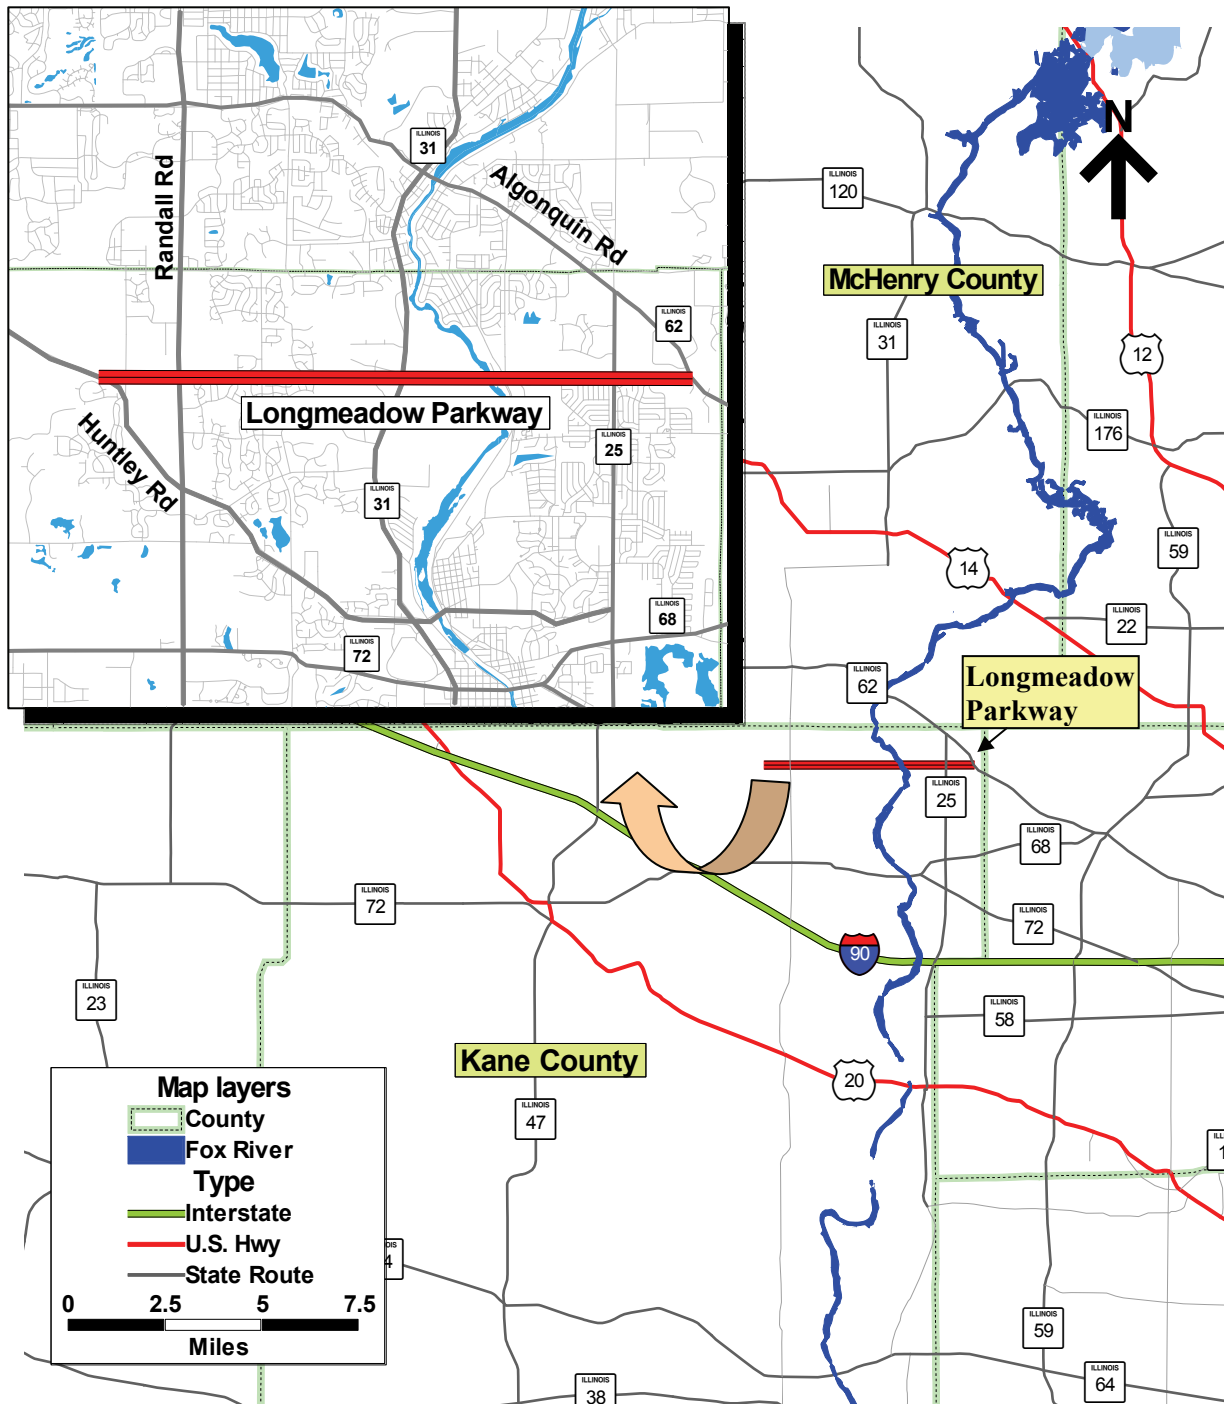 ILLINOIS
31
Randall Rd
Algonquin Rd
ILLINOIS
62
Longmeadow Parkway
Huntley Rd
ILLINOIS
25
ILLINOIS
31
ILLINOIS
68
ILLINOIS
72
N
ILLINOIS
120
McHenry County
ILLINOIS
31
12
ILLINOIS
176
ILLINOIS
59
14
ILLINOIS
22
ILLINOIS
62
Longmeadow
Parkway
ILLINOIS
25
ILLINOIS
68
ILLINOIS
72
ILLINOIS
72
90
ILLINOIS
23
ILLINOIS
58
Kane County
20
ILLINOIS
47
ILLINOIS
59
ILLINOIS
64
ILLINOIS
38
Map layers
County
Fox River
Type
Interstate
U.S. Hwy
State Route
0 2.5 5 7.5
Miles